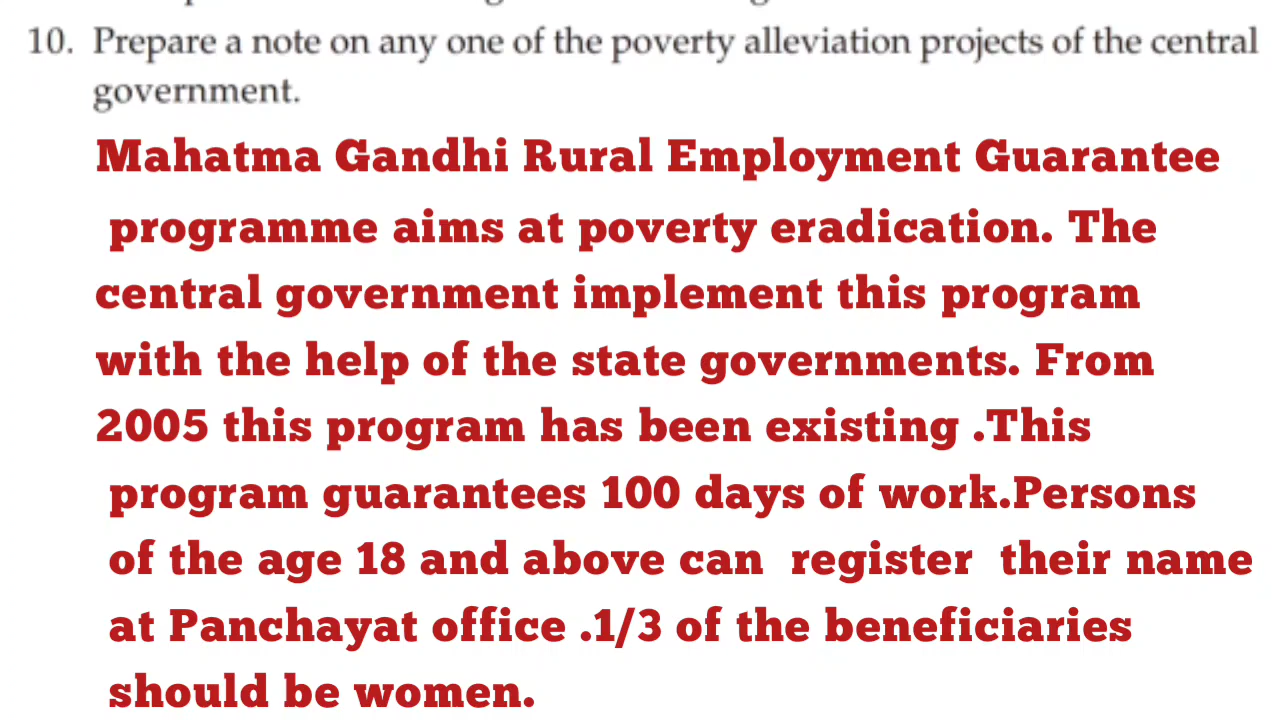 10. Prepare a note on any one of the poverty alleviation projects of the central
government.
Mahatma Gandhi Rural Employment Guarantee
programme aims at poverty eradication. The
central government implement this program
with the help of the state governments. From
2005 this program has been existing .This
program guarantees 100 days of work.Persons
of the age 18 and above can register their name
at Panchayat office .1/3 of the beneficiaries
should be women.